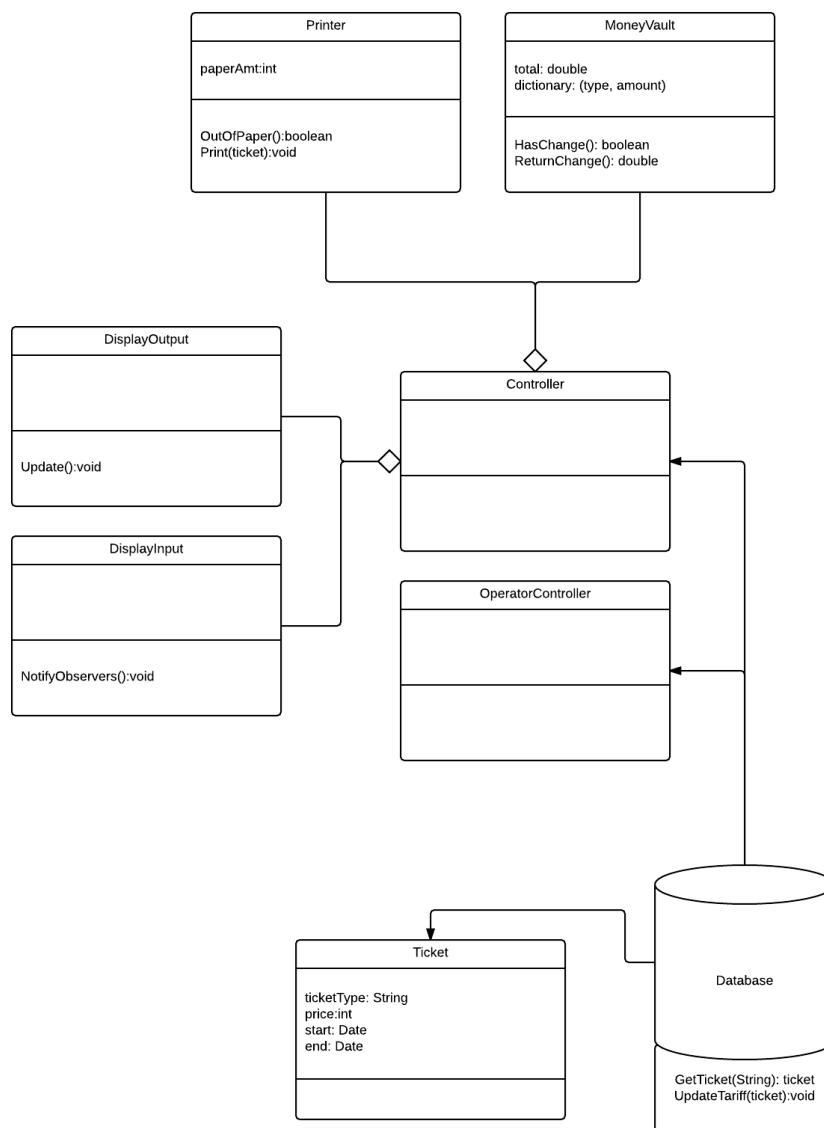 Printer
paperAmt:int
OutOfPaper():boolean
Print(ticket):void
MoneyVault
total: double
dictionary: (type, amount)
HasChange(): boolean
ReturnChange(): double
DisplayOutput
Update():void
Controller
DisplayInput
NotifyObservers():void
OperatorController
Ticket
ticketType: String
price:int
start: Date
end: Date
Database
GetTicket(String): ticket
UpdateTariff(ticket):void